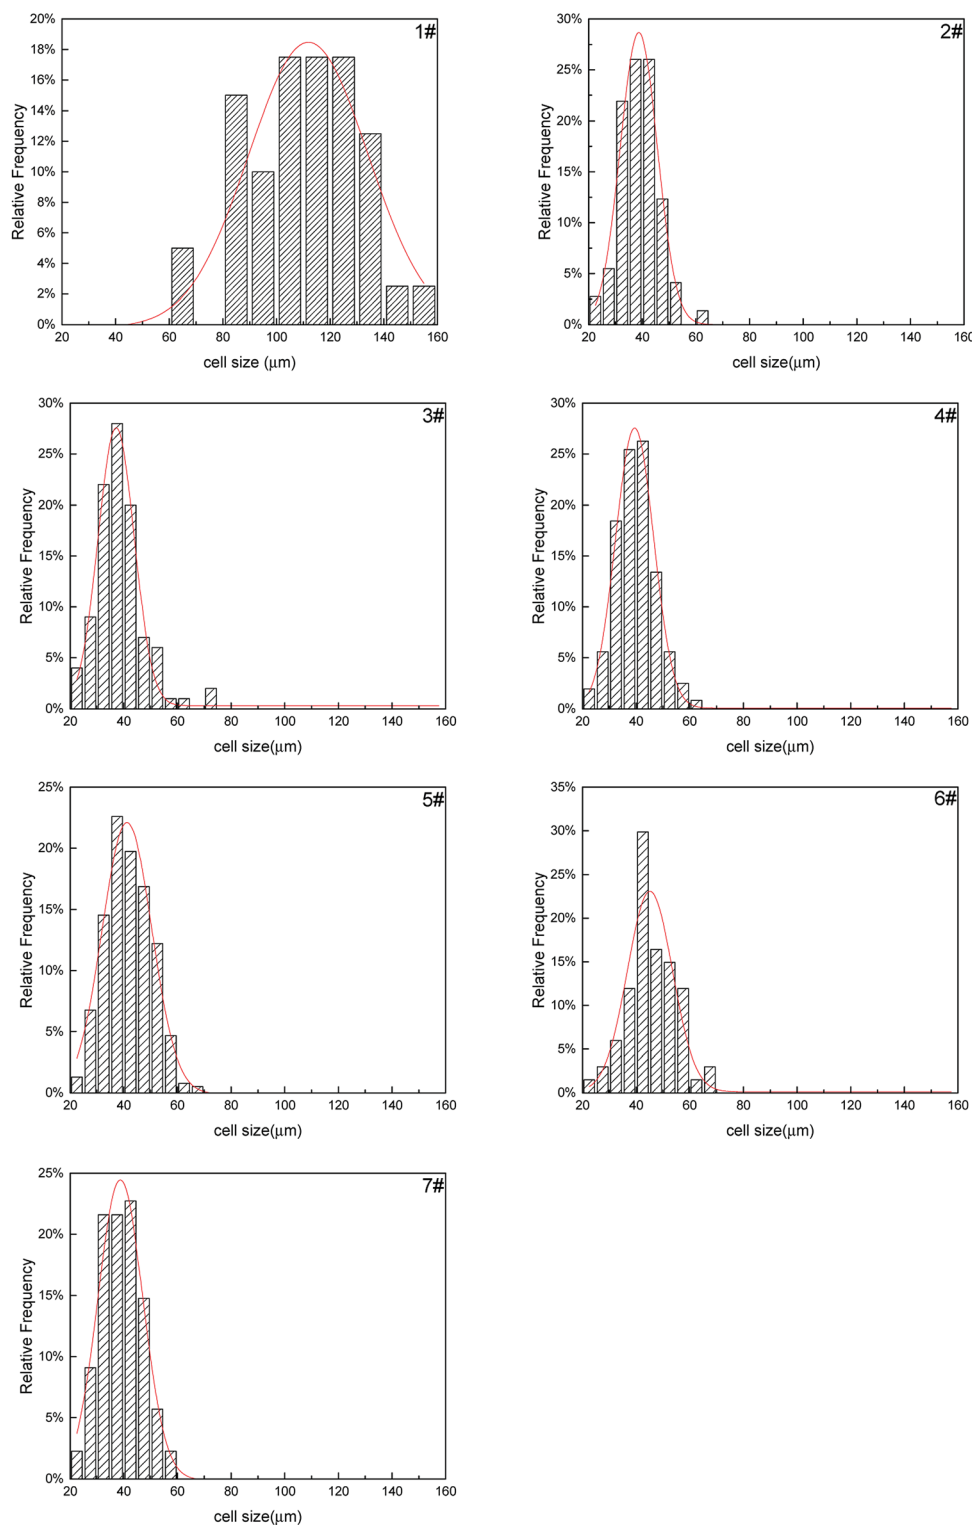 1#
20%
18%
16%
14%
12%
10%
8%
6%
4%
2%
0%
Relative Frequency
20 40 60 80 100 120 140 160
cell size (μm)
2#
30%
25%
20%
15%
10%
5%
0%
Relative Frequency
20 40 60 80 100 120 140 160
cell size(μm)
3#
30%
25%
20%
15%
10%
5%
0%
Relative Frequency
20 40 60 80 100 120 140 160
cell size(μm)
4#
30%
25%
20%
15%
10%
5%
0%
Relative Frequency
20 40 60 80 100 120 140 160
cell size(μm)
5#
25%
20%
15%
10%
5%
0%
Relative Frequency
20 40 60 80 100 120 140 160
cell size(μm)
6#
35%
30%
25%
20%
15%
10%
5%
0%
Relative Frequency
20 40 60 80 100 120 140 160
cell size(μm)
7#
25%
20%
15%
10%
5%
0%
Relative Frequency
20 40 60 80 100 120 140 160
cell size(μm)